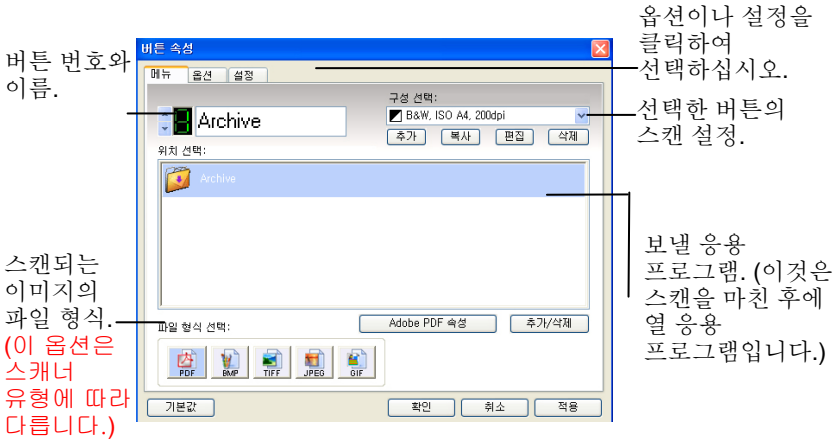 옵션이나 설정을
클릭하여
선택하십시오.
버튼 번호와
이름.
버튼 속성
메뉴 옵션 설정
구성 선택:
Archive
B&W, ISO A4, 200dpi
추가 복사 편집 삭제
선택한 버튼의
스캔 설정.
위치 선택:
Archive
보낼 응용
프로그램. (이것은
스캔을 마친 후에
열 응용
프로그램입니다.)
스캔되는
이미지의
파일 형식.
(이 옵션은
스캐너
유형에 따라
다릅니다.)
파일 형식 선택:
Adobe PDF 속성 추가/삭제
PDF BMP TIFF JPEG GIF
기본값 확인 취소 적용